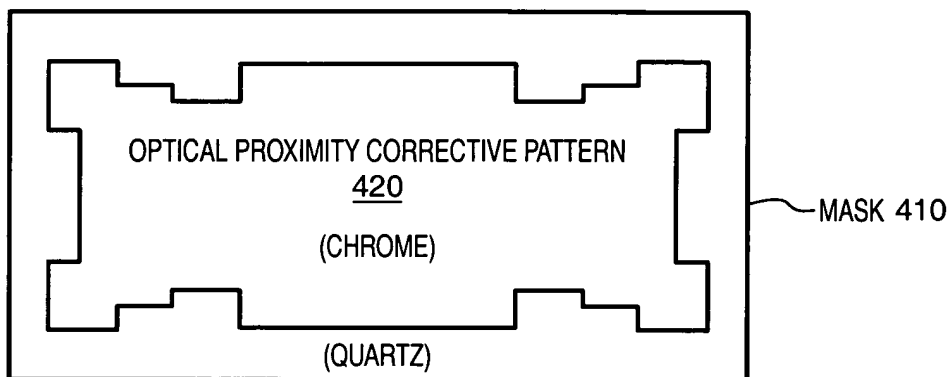 OPTICAL PROXIMITY CORRECTIVE PATTERN
420
(CHROME)
MASK 410
(QUARTZ)